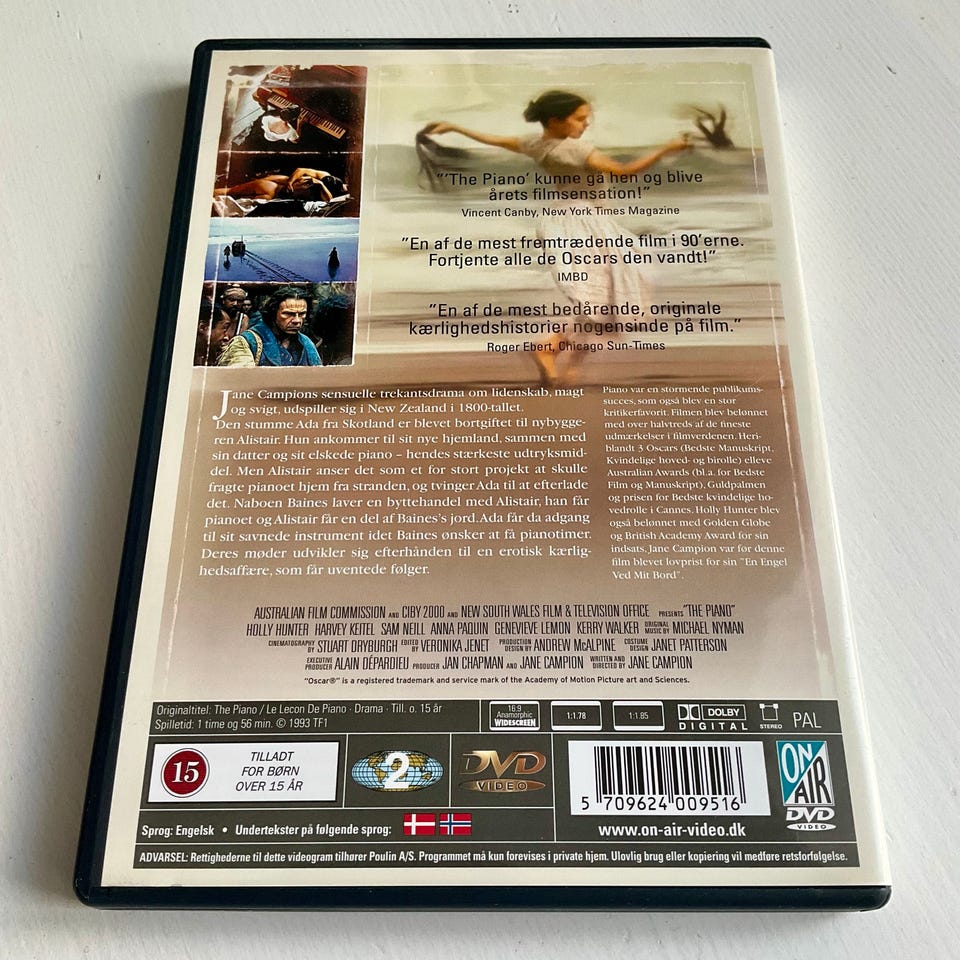 "'The Piano' kunne gå hen og blive
årets filmsensation!"
Vincent Canby, New York Times Magazine
"En af de mest fremtrædende film i 90'erne.
Fortjente alle de Oscars den vandt!"
IMBD
"En af de mest bedårende, originale
kærlighedshistorier nogensinde på film."
Roger Ebert, Chicago Sun-Times
Jane Campions sensuelle trekantsdrama om lidenskab, magt
og svigt, udspiller sig i New Zealand i 1800-tallet.
Den stumme Ada fra Skotland er blevet bortgiftet til nybygge-
ren Alistair. Hun ankommer til sit nye hjemland, sammen med
sin datter og sit elskede piano – hendes stærkeste udtryksmid-
del. Men Alistair anser det som et for stort projekt at skulle
fragte pianoet hjem fra stranden, og tvinger Ada til at efterlade
det. Naboen Baines laver en byttehandel med Alistair, han får
pianoet og Alistair får en del af Baines's jord. Ada får da adgang
til sit savnede instrument idet Baines ønsker at få pianotimer.
Deres møder udvikler sig efterhånden til en erotisk kærlig-
hedsaffære, som får uventede følger.
Piano var en stormende publikums-
succes, som også blev en stor
kritikerfavorit. Filmen blev belønnet
med over halvtreds af de fineste
udmærkelser i filmverdenen. Heri-
blandt 3 Oscars (Bedste Manuskript,
Kvindelige hoved- og birolle) elleve
Australian Awards (bl.a. for Bedste
Film og Manuskript), Guldpalmen
og prisen for Bedste kvindelige ho-
vedrolle i Cannes. Holly Hunter blev
også belønnet med Golden Globe
og British Academy Award for sin
indsats. Jane Campion var før denne
film blevet lovprist for sin "En Engel
Ved Mit Bord".
AUSTRALIAN FILM COMMISSION AND CIBY 2000 AND NEW SOUTH WALES FILM & TELEVISION OFFICE PRESENTS "THE PIANO"
HOLLY HUNTER HARVEY KEITEL SAM NEILL ANNA PAQUIN GENEVIEVE LEMON KERRY WALKER ORIGINAL MUSIC BY MICHAEL NYMAN
CINEMATOGRAPHY BY STUART DRYBURGH EDITED BY VERONIKA JENET PRODUCTION DESIGN BY ANDREW McALPINE COSTUME DESIGN JANET PATTERSON
EXECUTIVE PRODUCER ALAIN DÉPARDIEU PRODUCER JAN CHAPMAN AND JANE CAMPION WRITTEN AND DIRECTED BY JANE CAMPION
"Oscar®" is a registered trademark and service mark of the Academy of Motion Picture art and Sciences.
Originaltitel: The Piano / Le Lecon De Piano · Drama · Till. o. 15 år
Spilletid: 1 time og 56 min. © 1993 TF1
16:9
Anamorphic
WIDESCREEN
1:1.78
1:1.85
DOLBY
DIGITAL
STEREO
PAL
15
TILLADT
FOR BØRN
OVER 15 ÅR
2
DVD
VIDEO
5 709624 009516
www.on-air-video.dk
ON
AIR
DVD
VIDEO
Sprog: Engelsk • Undertekster på følgende sprog:
ADVARSEL: Rettighederne til dette videogram tilhører Poulin A/S. Programmet må kun forevises i private hjem. Ulovlig brug eller kopiering vil medføre retsforfølgelse.